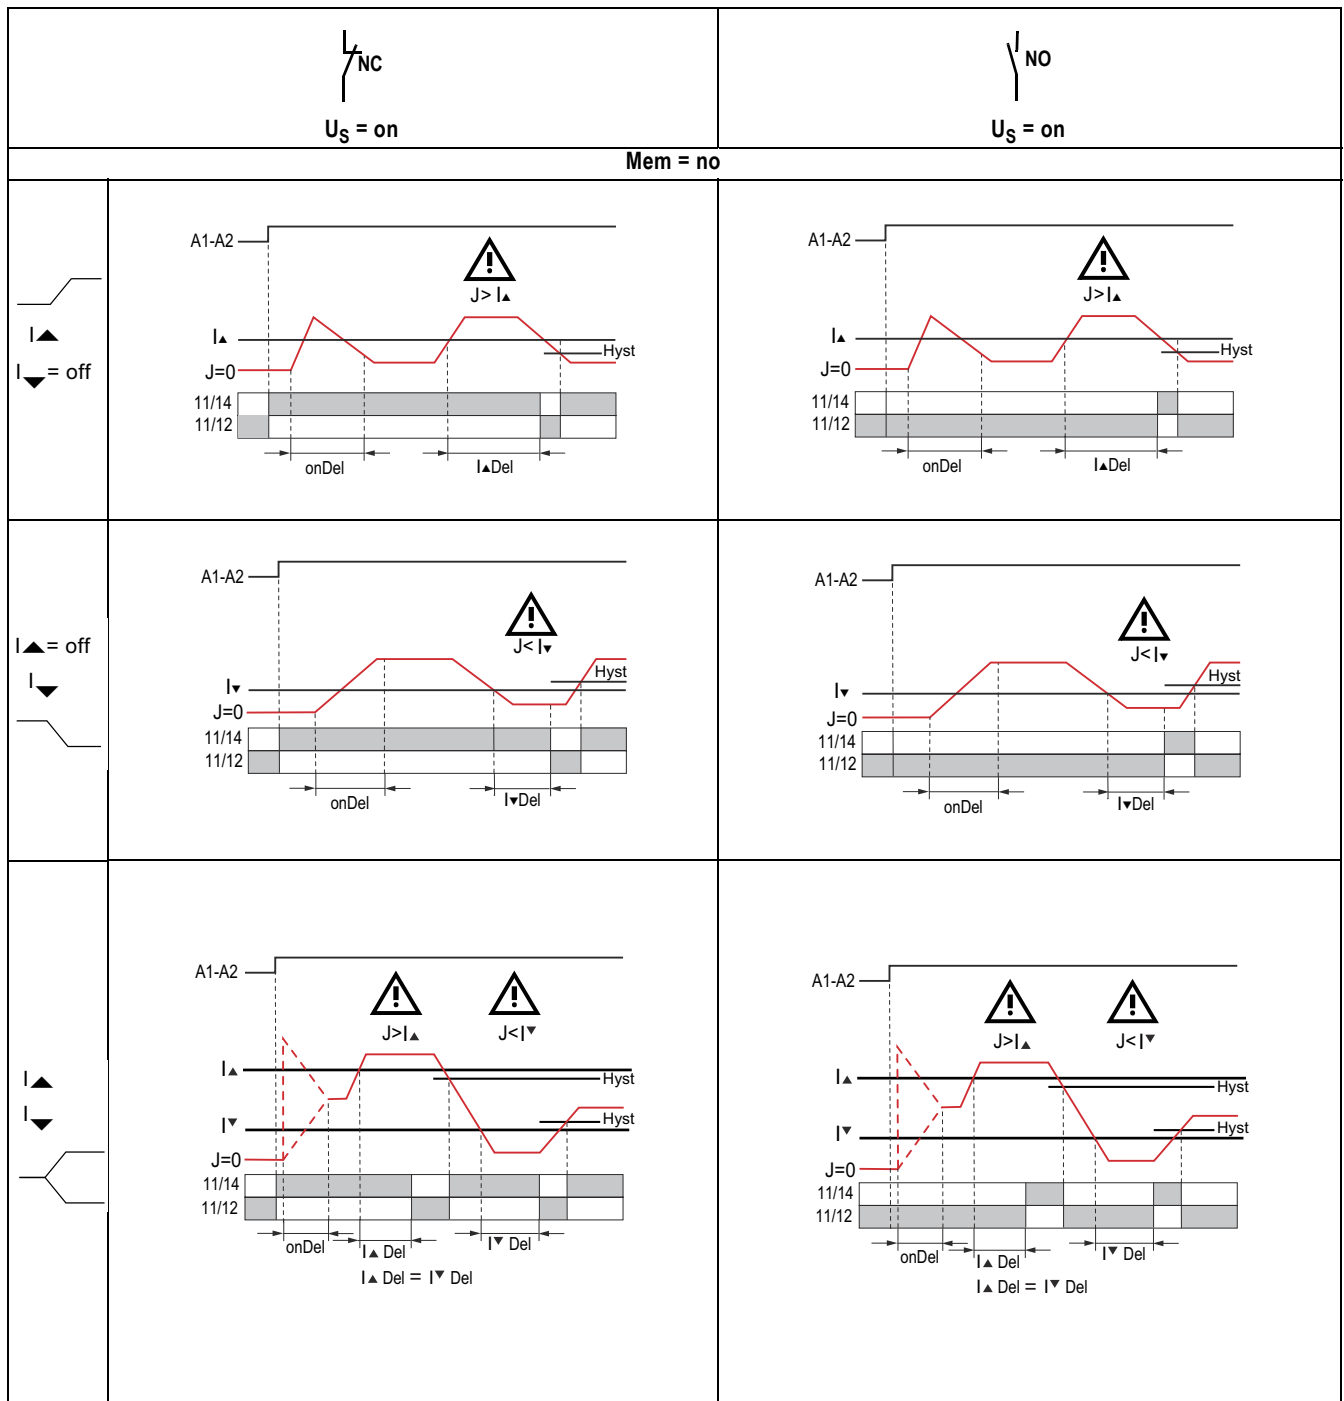 NC
NO
U_S = on
U_S = on
Mem = no
I▲
I▼= off
A1-A2
J> I▲
I▲
Hyst
J=0
11/14
11/12
onDel
I▲Del
A1-A2
J>I▲
I▲
Hyst
J=0
11/14
11/12
onDel
I▲Del
I▲= off
I▼
A1-A2
J< I▼
Hyst
I▼
J=0
11/14
11/12
onDel
I▼Del
A1-A2
J<I▼
Hyst
I▼
J=0
11/14
11/12
onDel
I▼Del
I▲
I▼
A1-A2
J>I▲
J<I▼
I▲
Hyst
I▼
Hyst
J=0
11/14
11/12
onDel
I▲ Del
I▼ Del
I▲ Del = I▼ Del
A1-A2
J>I▲
J<I▼
I▲
Hyst
I▼
Hyst
J=0
11/14
11/12
onDel
I▲ Del
I▼ Del
I▲ Del = I▼ Del